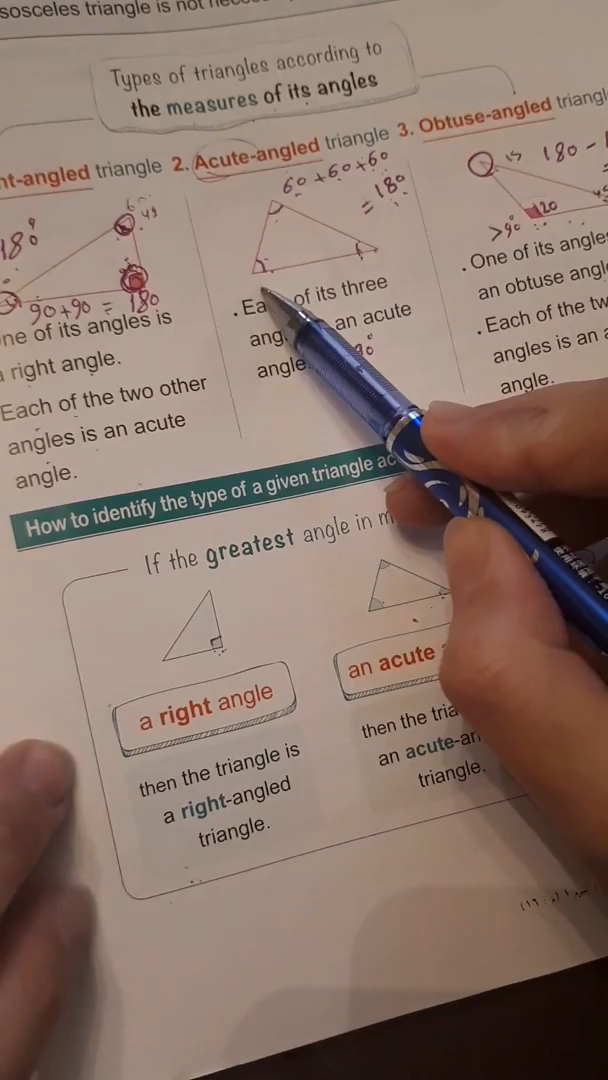 sosceles triangle is not
Types of triangles according to
the measures of its angles
nt-angled triangle 2. Acute-angled triangle 3. Obtuse-angled triangl
60+60+60
= 180
180
45
90+90 = 180
is 180 -
120
>90
ne of its angles is
a right angle.
Each of the two other
angles is an acute
angle.
. Ea of its three
ang an acute
angle.
. One of its angle
an obtuse angl
. Each of the tw
angles is an a
angle.
How to identify the type of a given triangle ac
If the greatest angle in m
a right angle
then the triangle is
a right-angled
triangle.
an acute
then the tria
an acute-an
triangle.